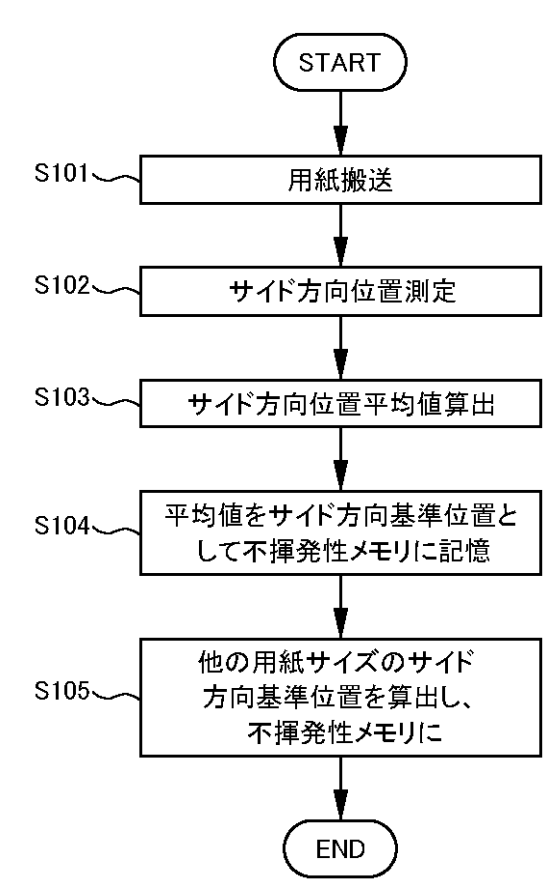 START
S101
用紙搬送
S102
サイド方向位置測定
S103
サイド方向位置平均値算出
S104
平均値をサイド方向基準位置と
して不揮発性メモリに記憶
S105
他の用紙サイズのサイド
方向基準位置を算出し、
不揮発性メモリに
END